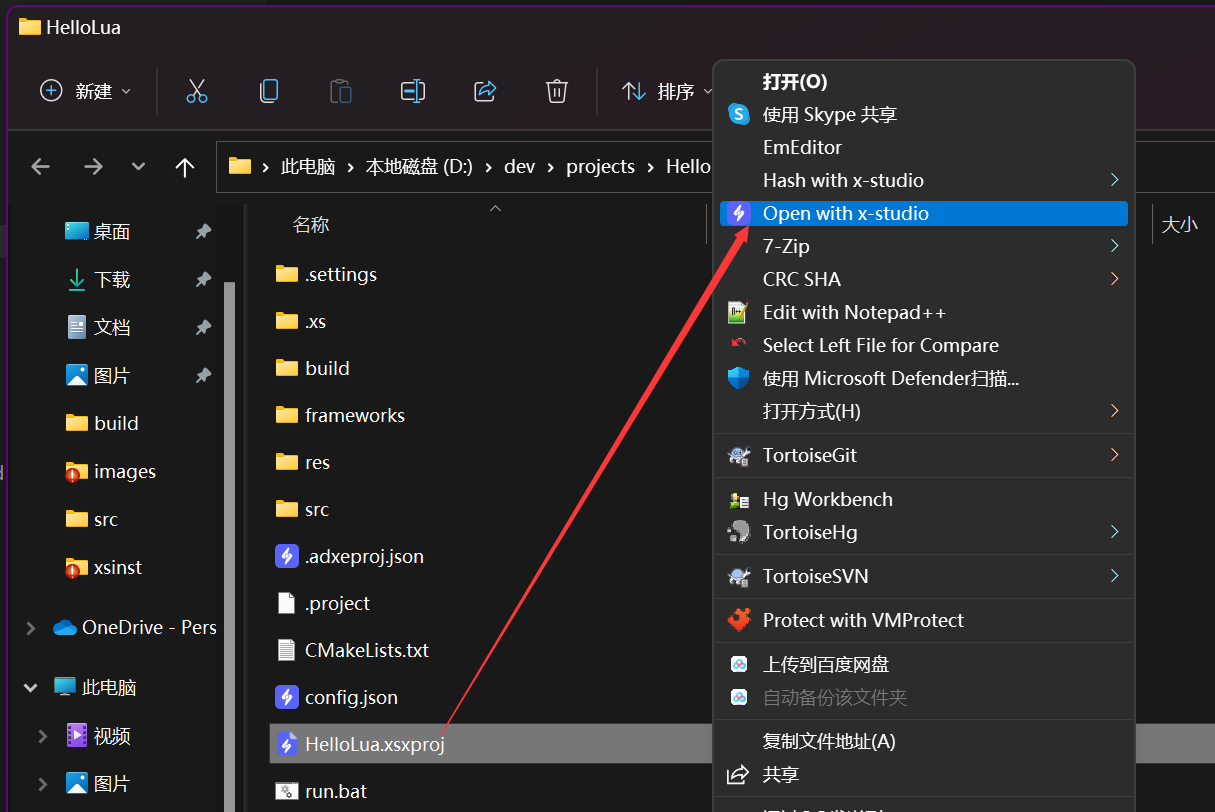 HelloLua
新建
排序
此电脑 本地磁盘 (D:) dev projects Hello
名称
大小
桌面
下载
文档
图片
build
images
src
xsinst
OneDrive - Pers
此电脑
视频
图片
.settings
.xs
build
frameworks
res
src
.adxeproj.json
.project
CMakeLists.txt
config.json
HelloLua.xsxproj
run.bat
打开(O)
使用 Skype 共享
EmEditor
Hash with x-studio
Open with x-studio
7-Zip
CRC SHA
Edit with Notepad++
Select Left File for Compare
使用 Microsoft Defender扫描...
打开方式(H)
TortoiseGit
Hg Workbench
TortoiseHg
TortoiseSVN
Protect with VMProtect
上传到百度网盘
自动备份该文件夹
复制文件地址(A)
共享